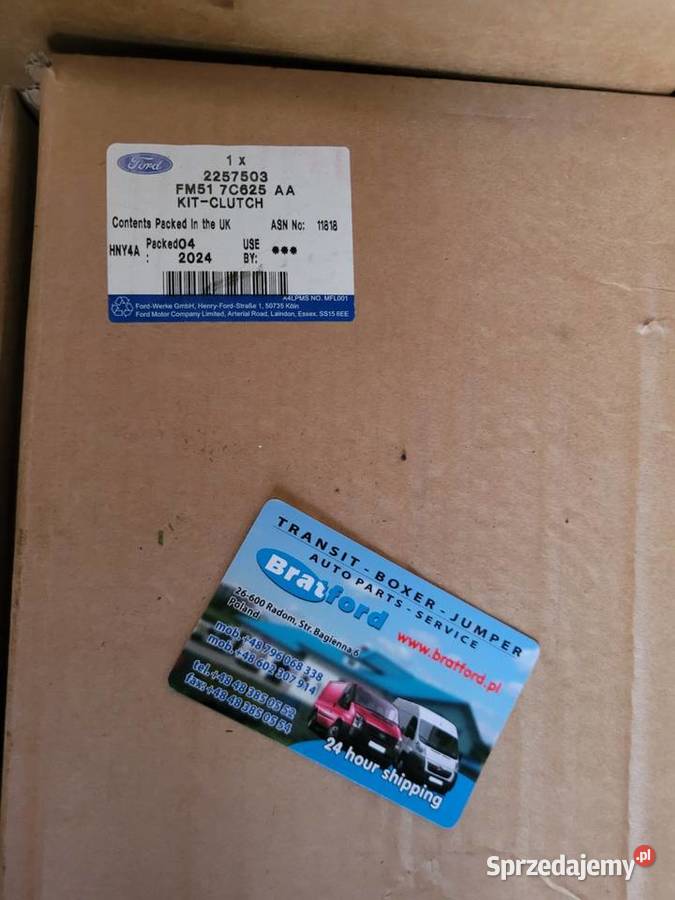 Ford
1 x
2257503
FM51 7C625 AA
KIT-CLUTCH
Contents Packed In the UK ASN No: 11818
HNY4A Packed04 USE ***
: 2024 BY:
A4LPMS NO. MFL001
Ford-Werke GmbH, Henry-Ford-Straße 1, 50735 Köln
Ford Motor Company Limited, Arterial Road, Laindon, Essex, SS15 6EE
TRANSIT - BOXER - JUMPER
AUTO PARTS - SERVICE
Bratford
www.bratford.pl
26-600 Radom, Str. Bagienna 6
Poland
mob. +48 796 068 338
mob. +48 603 307 914
tel. +48 48 385 05 52
fax: +48 48 385 05 54
24 hour shipping
Sprzedajemy.pl